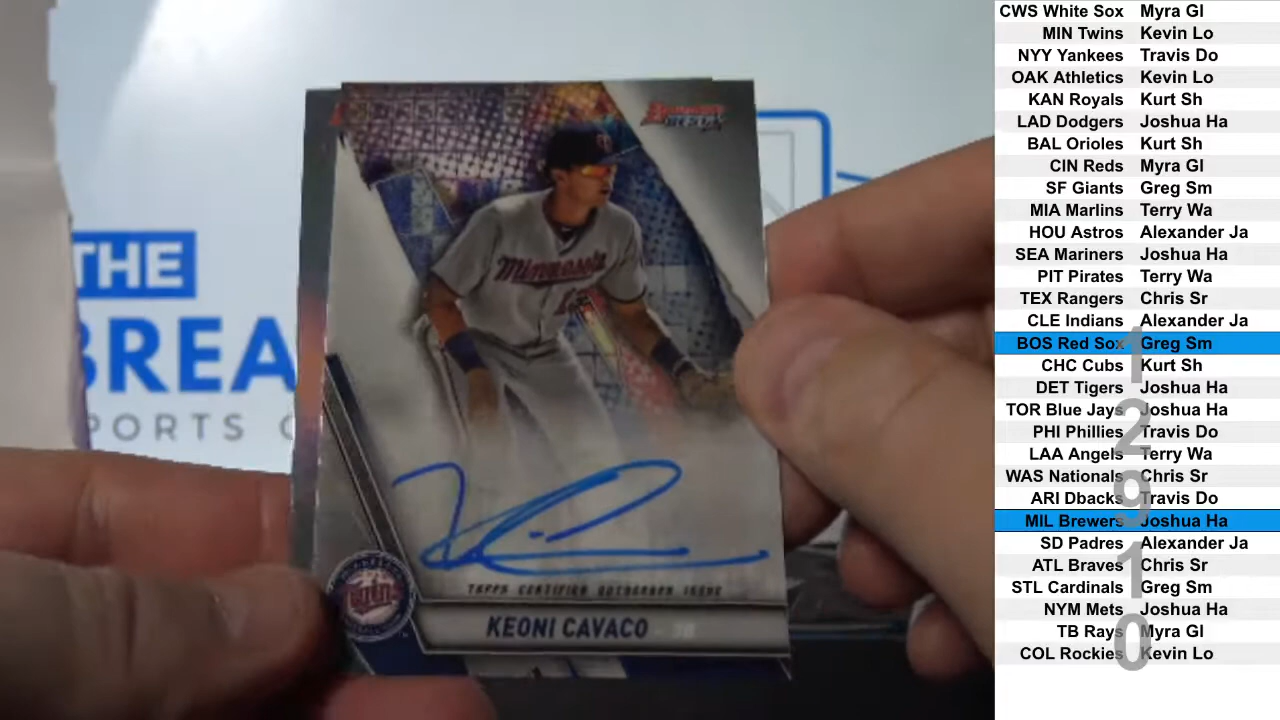 THE
BREA
PORTS C
BOWMAN'S
BEST
Minnesota
TOPPS CERTIFIED AUTOGRAPH ISSUE
Twins
KEONI CAVACO
CWS White Sox Myra Gl
MIN Twins Kevin Lo
NYY Yankees Travis Do
OAK Athletics Kevin Lo
KAN Royals Kurt Sh
LAD Dodgers Joshua Ha
BAL Orioles Kurt Sh
CIN Reds Myra Gl
SF Giants Greg Sm
MIA Marlins Terry Wa
HOU Astros Alexander Ja
SEA Mariners Joshua Ha
PIT Pirates Terry Wa
TEX Rangers Chris Sr
CLE Indians Alexander Ja
BOS Red Sox Greg Sm
CHC Cubs Kurt Sh
DET Tigers Joshua Ha
TOR Blue Jays Joshua Ha
PHI Phillies Travis Do
LAA Angels Terry Wa
WAS Nationals Chris Sr
ARI Dbacks Travis Do
MIL Brewers Joshua Ha
SD Padres Alexander Ja
ATL Braves Chris Sr
STL Cardinals Greg Sm
NYM Mets Joshua Ha
TB Rays Myra Gl
COL Rockies Kevin Lo
1
2
9
1
0